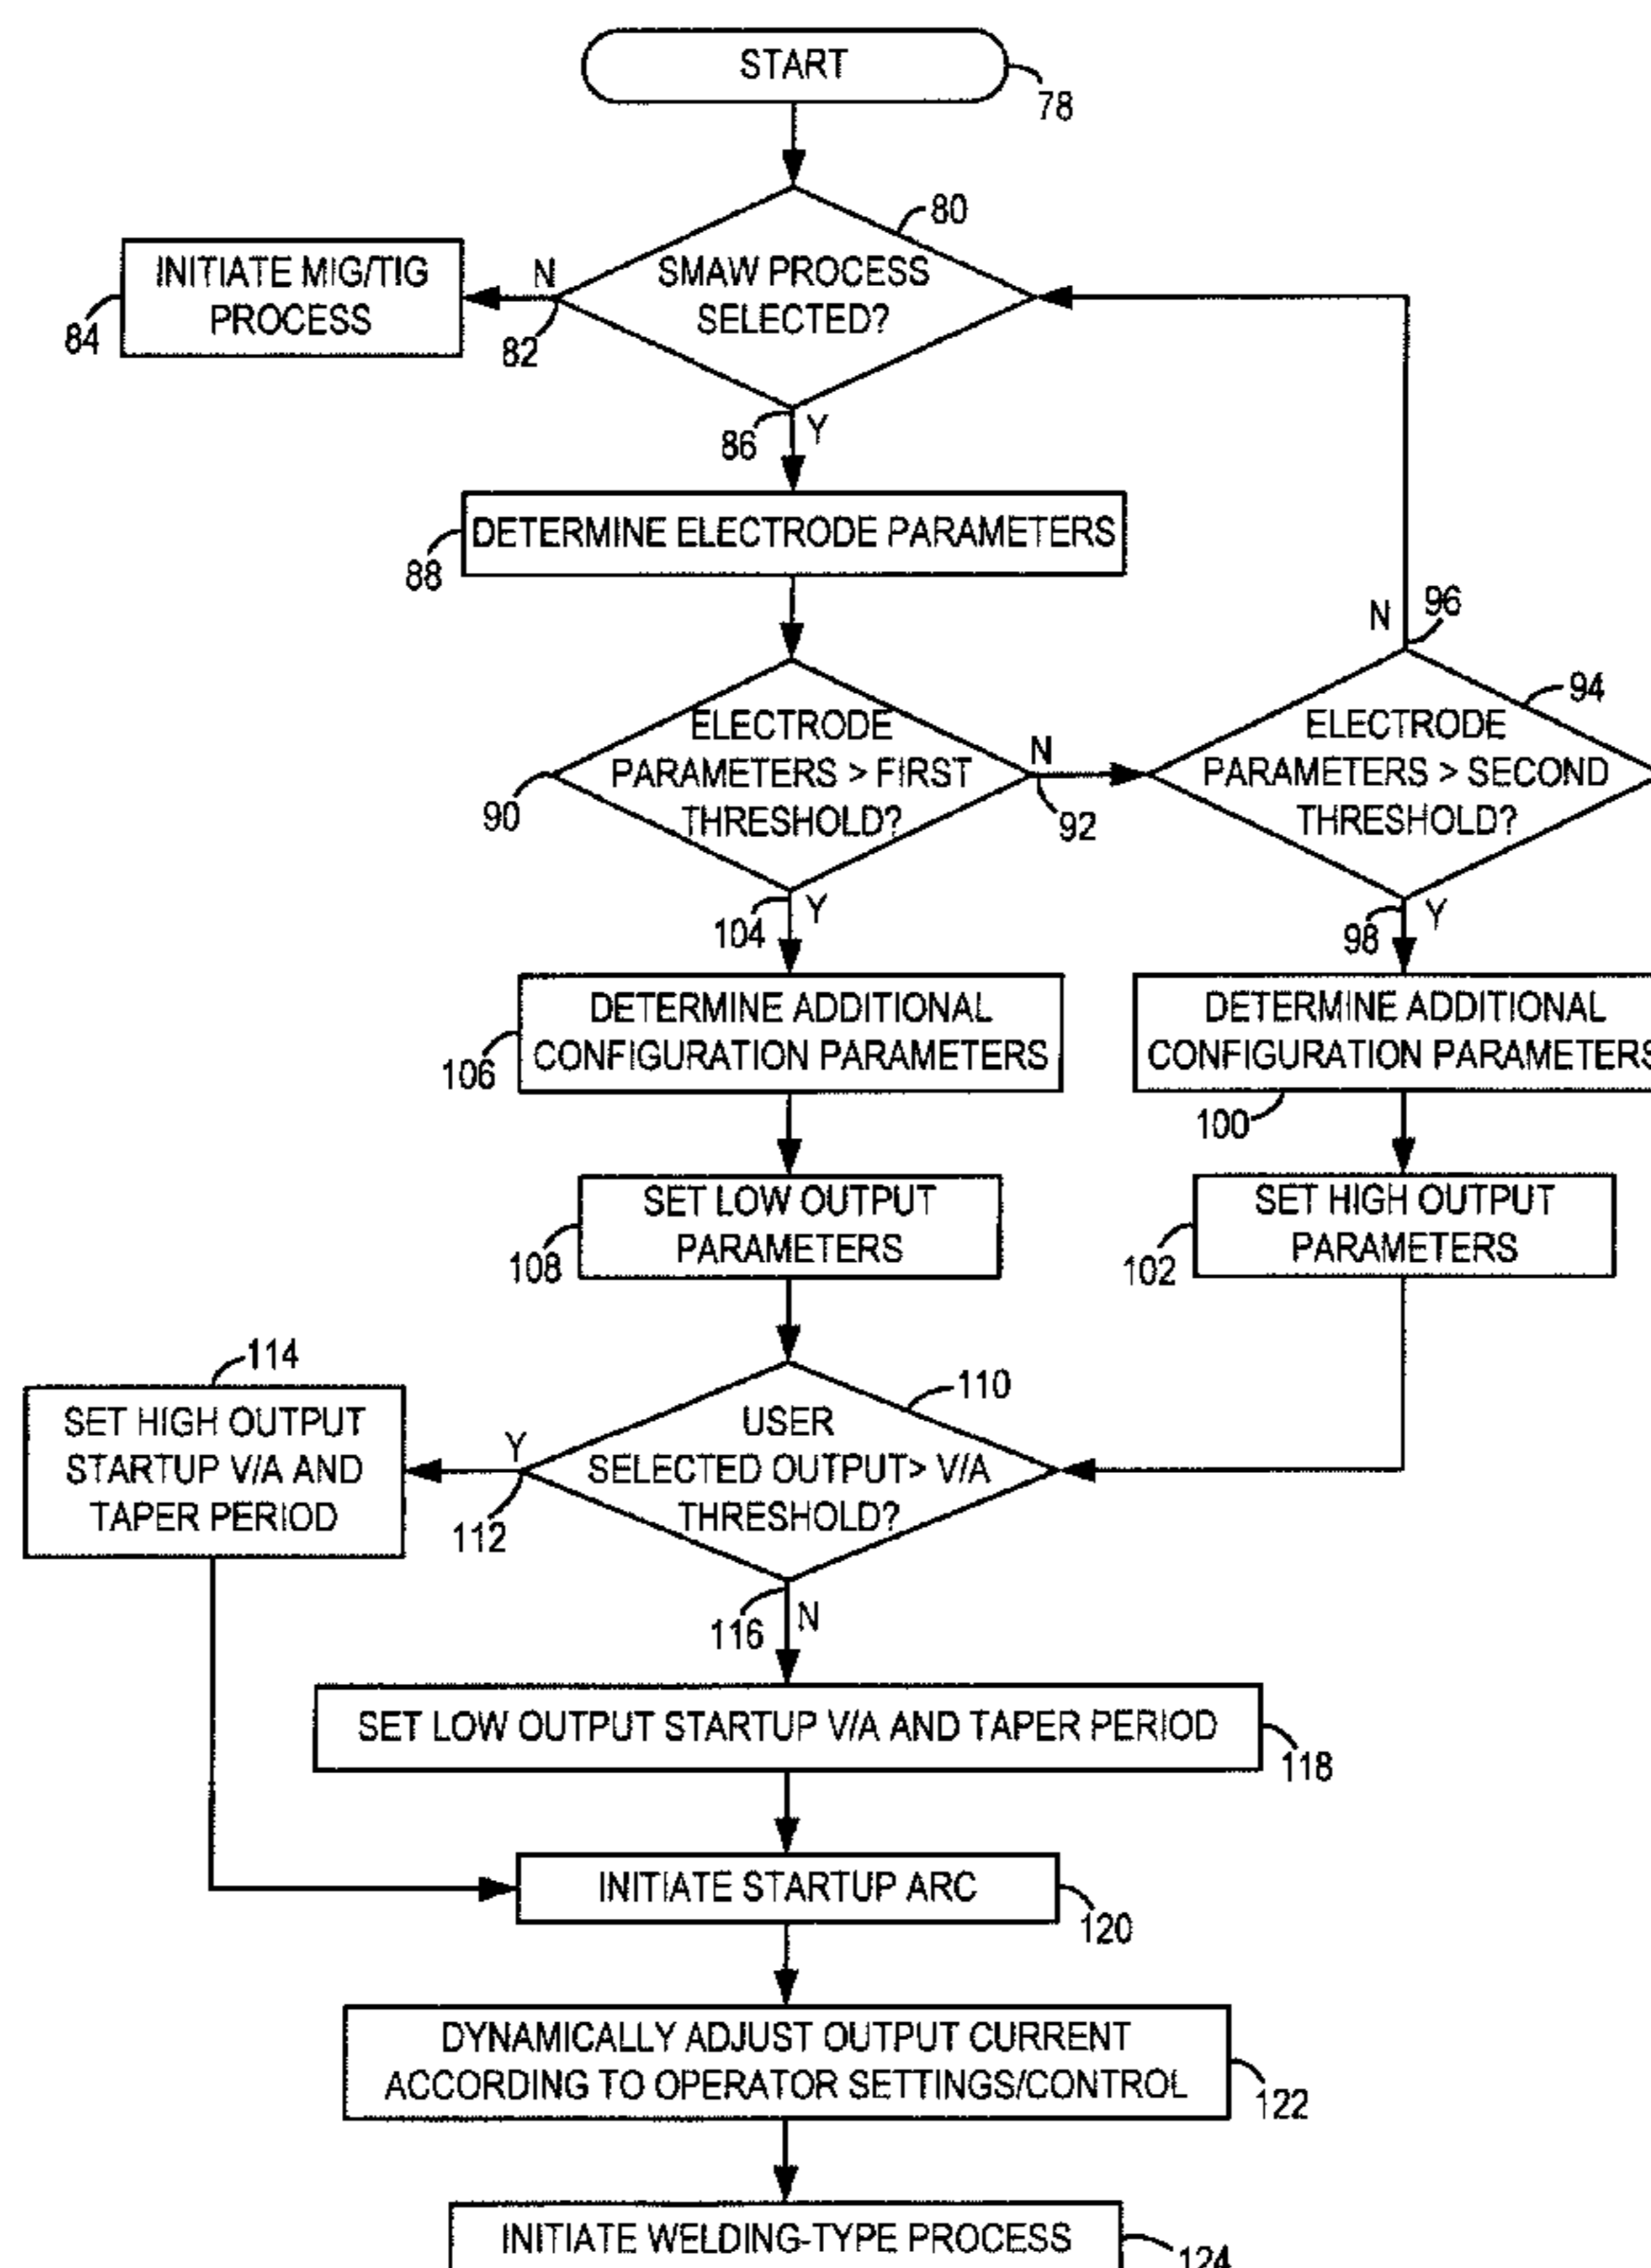 START
78
80
SMAW PROCESS
SELECTED?
N
82
INITIATE MIG/TIG
PROCESS
84
86
Y
DETERMINE ELECTRODE PARAMETERS
88
ELECTRODE
PARAMETERS > FIRST
THRESHOLD?
90
N
92
N
96
94
ELECTRODE
PARAMETERS > SECOND
THRESHOLD?
104
Y
98
Y
DETERMINE ADDITIONAL
CONFIGURATION PARAMETERS
106
DETERMINE ADDITIONAL
CONFIGURATION PARAMETERS
100
SET LOW OUTPUT
PARAMETERS
108
SET HIGH OUTPUT
PARAMETERS
102
114
SET HIGH OUTPUT
STARTUP V/A AND
TAPER PERIOD
Y
112
110
USER
SELECTED OUTPUT> V/A
THRESHOLD?
116
N
SET LOW OUTPUT STARTUP V/A AND TAPER PERIOD
118
INITIATE STARTUP ARC
120
DYNAMICALLY ADJUST OUTPUT CURRENT
ACCORDING TO OPERATOR SETTINGS/CONTROL
122
INITIATE WELDING-TYPE PROCESS
124